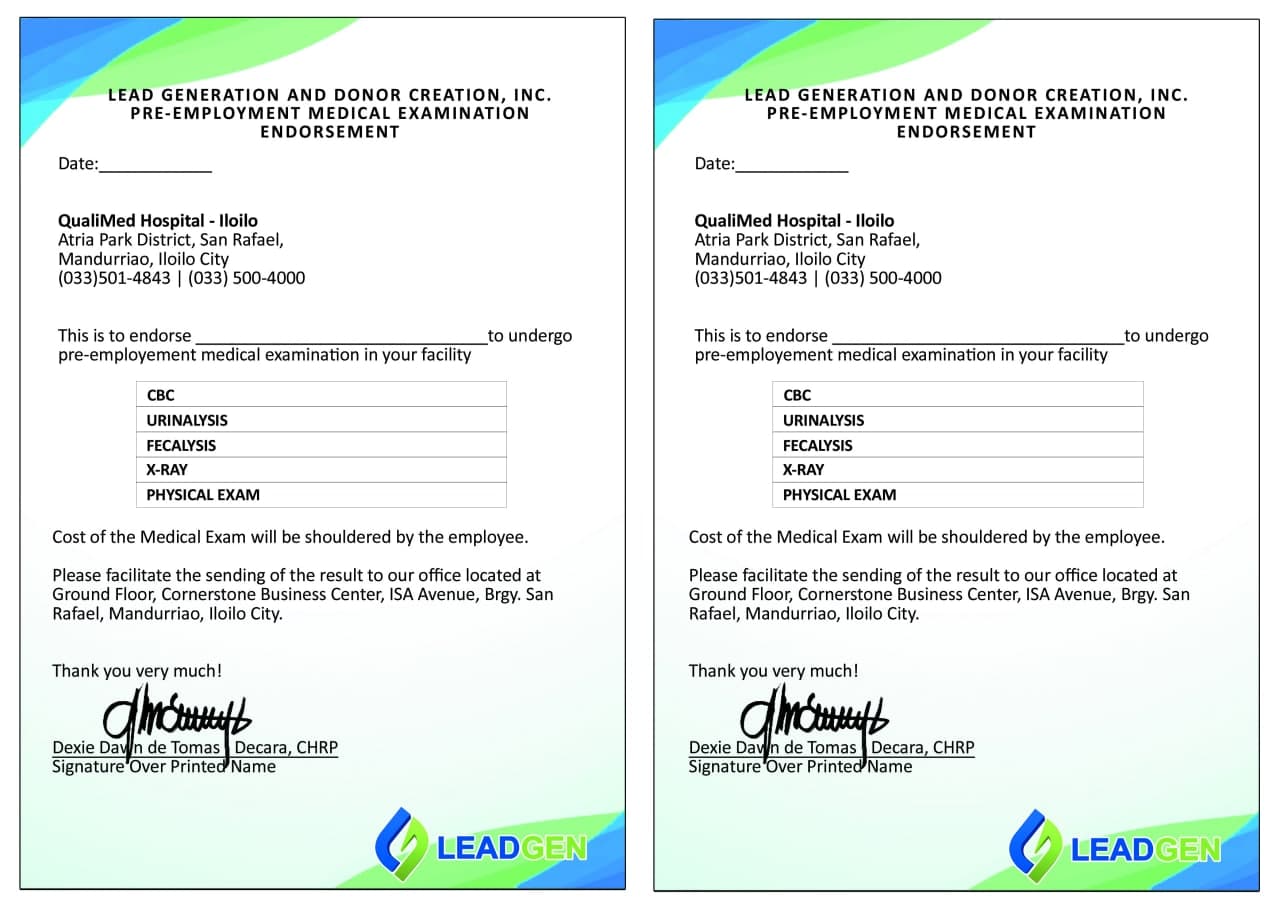 LEAD GENERATION AND DONOR CREATION, INC.
PRE-EMPLOYMENT MEDICAL EXAMINATION
ENDORSEMENT
Date:_____________
QualiMed Hospital - Iloilo
Atria Park District, San Rafael,
Mandurriao, Iloilo City
(033)501-4843 | (033) 500-4000
This is to endorse __________________________________to undergo
pre-employement medical examination in your facility
CBC
URINALYSIS
FECALYSIS
X-RAY
PHYSICAL EXAM
Cost of the Medical Exam will be shouldered by the employee.
Please facilitate the sending of the result to our office located at
Ground Floor, Cornerstone Business Center, ISA Avenue, Brgy. San
Rafael, Mandurriao, Iloilo City.
Thank you very much!
Dexie Dawn de Tomas Decara, CHRP
Signature Over Printed Name
LEADGEN
LEAD GENERATION AND DONOR CREATION, INC.
PRE-EMPLOYMENT MEDICAL EXAMINATION
ENDORSEMENT
Date:_____________
QualiMed Hospital - Iloilo
Atria Park District, San Rafael,
Mandurriao, Iloilo City
(033)501-4843 | (033) 500-4000
This is to endorse __________________________________to undergo
pre-employement medical examination in your facility
CBC
URINALYSIS
FECALYSIS
X-RAY
PHYSICAL EXAM
Cost of the Medical Exam will be shouldered by the employee.
Please facilitate the sending of the result to our office located at
Ground Floor, Cornerstone Business Center, ISA Avenue, Brgy. San
Rafael, Mandurriao, Iloilo City.
Thank you very much!
Dexie Dawn de Tomas Decara, CHRP
Signature Over Printed Name
LEADGEN